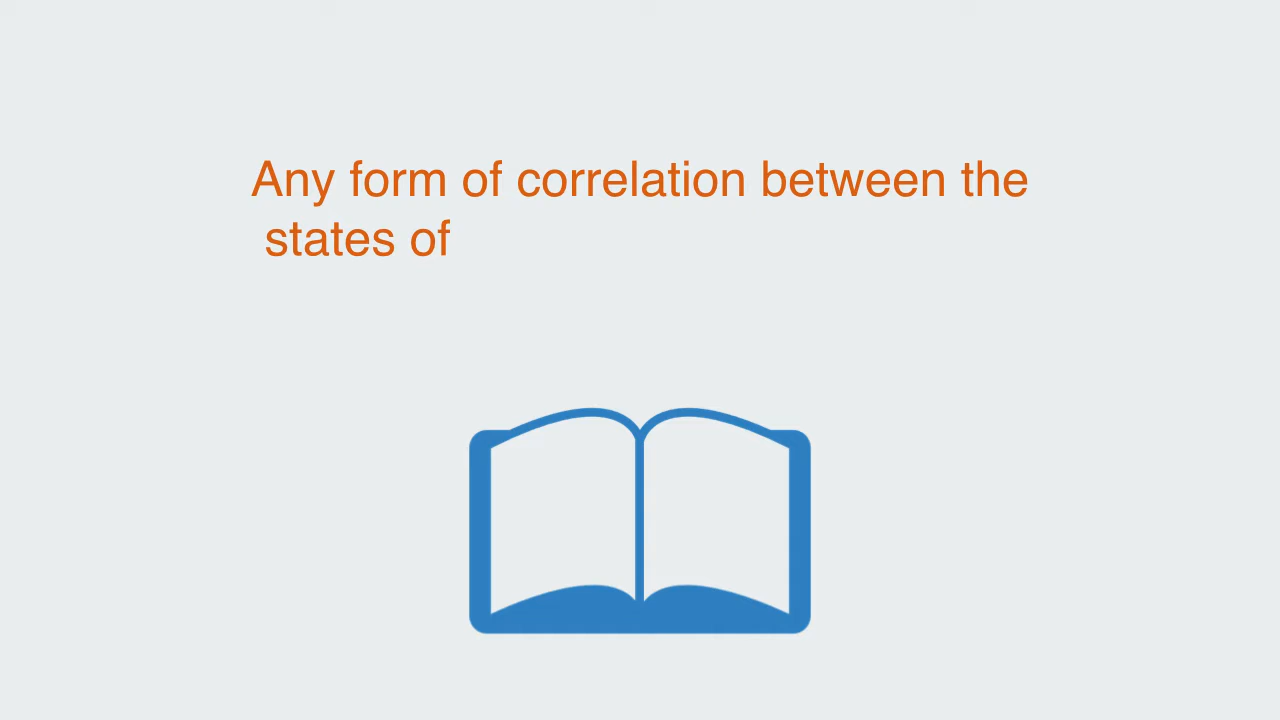 Any form of correlation between the
states of